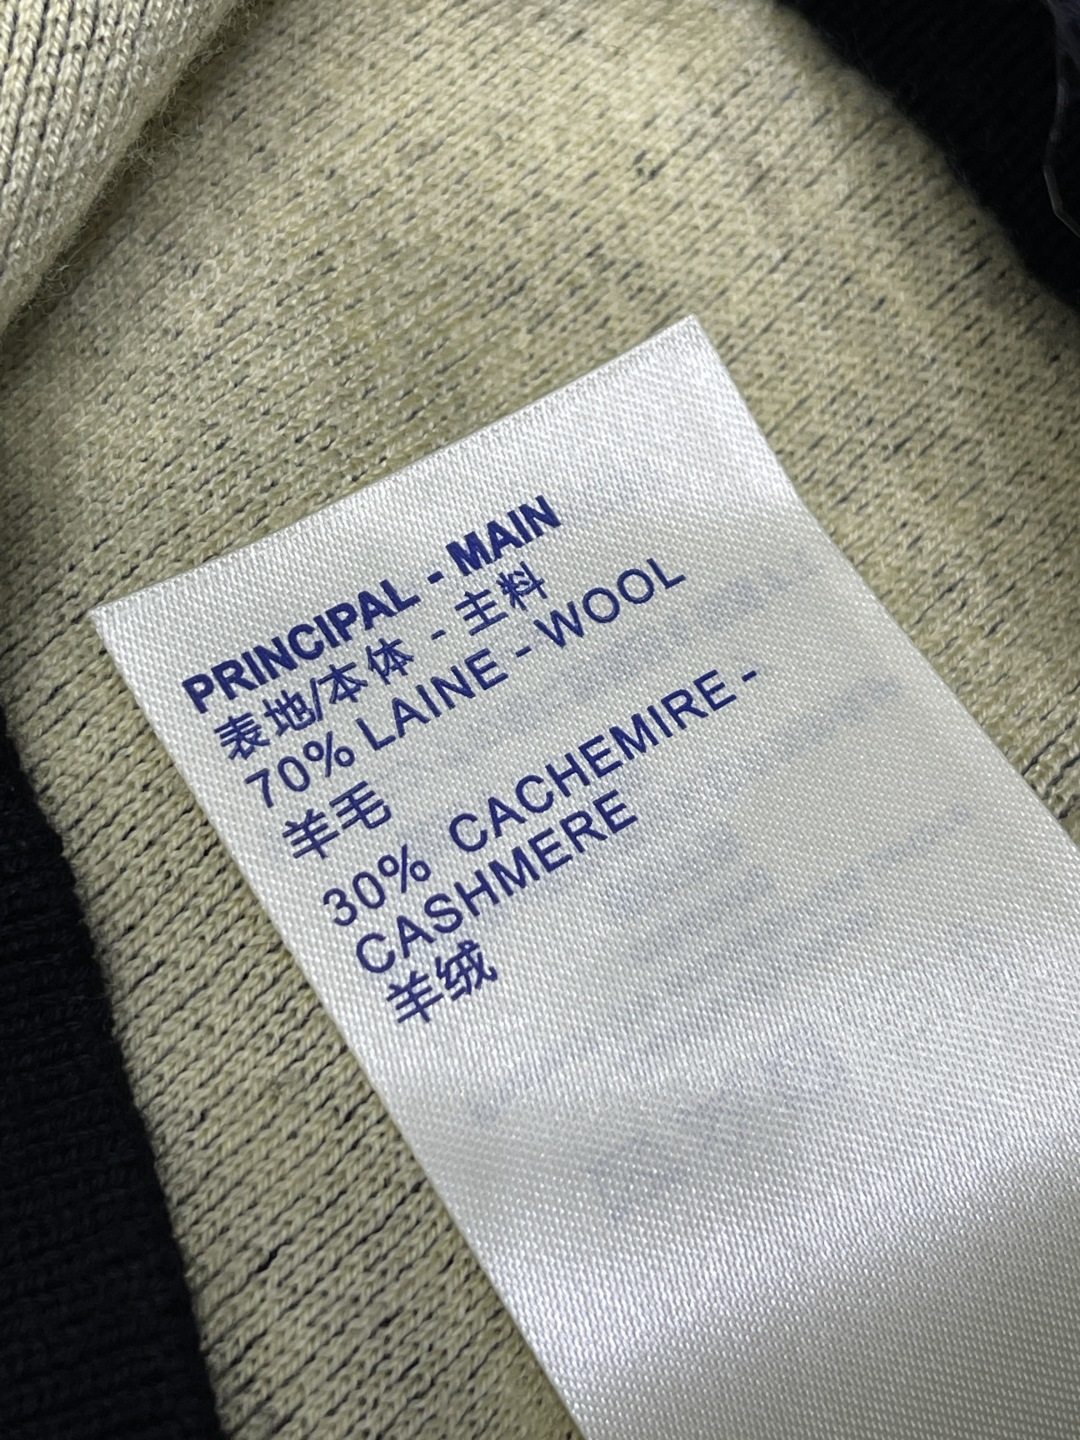 PRINCIPAL - MAIN
表地/本体 - 主料
70% LAINE - WOOL
羊毛
30% CACHEMIRE -
CASHMERE
羊绒